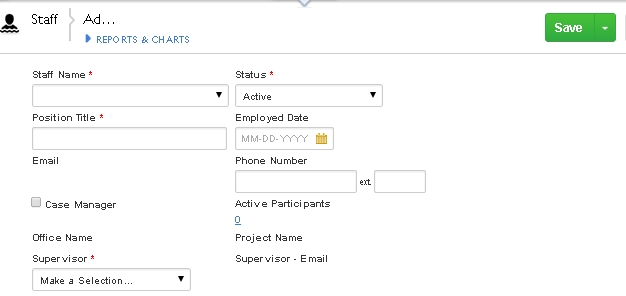 Staff
Ad...
REPORTS & CHARTS
Save
Staff Name *
Status *
Active
Position Title *
Employed Date
MM-DD-YYYY
Email
Phone Number
ext.
Case Manager
Active Participants
0
Office Name
Project Name
Supervisor *
Supervisor - Email
Make a Selection...